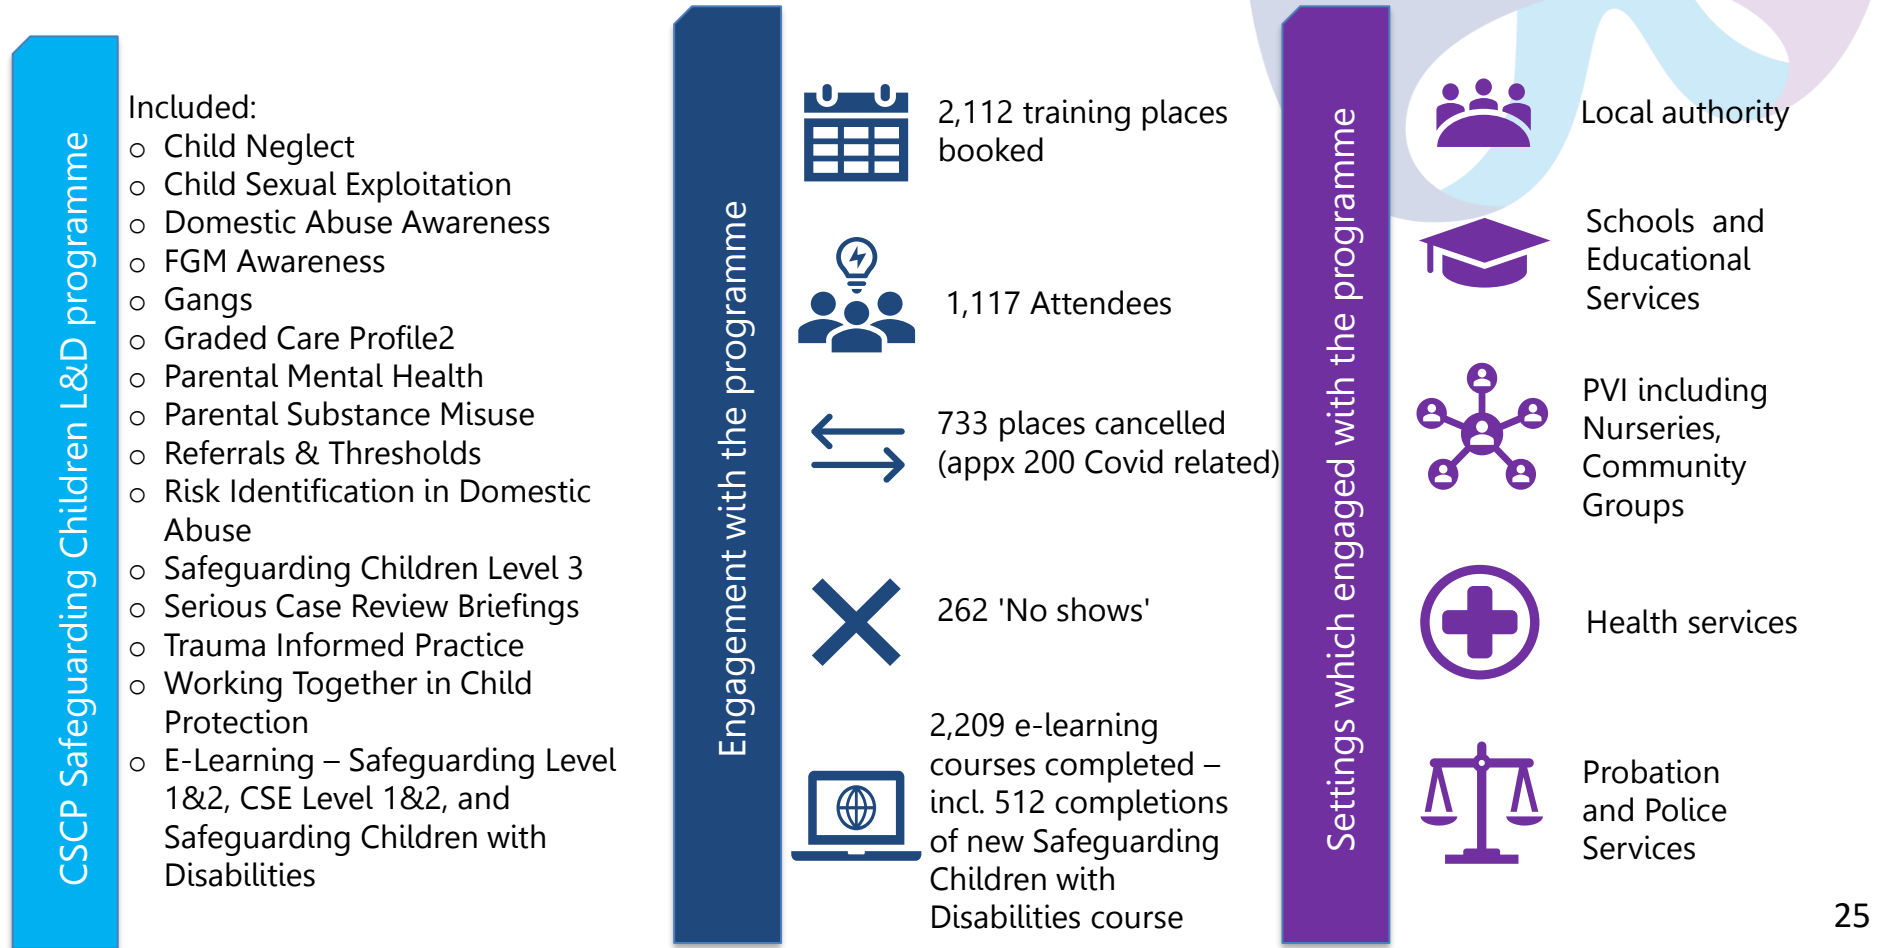 CSCP Safeguarding Children L&D programme
Included:
o Child Neglect
o Child Sexual Exploitation
o Domestic Abuse Awareness
o FGM Awareness
o Gangs
o Graded Care Profile2
o Parental Mental Health
o Parental Substance Misuse
o Referrals & Thresholds
o Risk Identification in Domestic
Abuse
o Safeguarding Children Level 3
o Serious Case Review Briefings
o Trauma Informed Practice
o Working Together in Child
Protection
o E-Learning – Safeguarding Level
1&2, CSE Level 1&2, and
Safeguarding Children with
Disabilities
Engagement with the programme
2,112 training places
booked
1,117 Attendees
733 places cancelled
(appx 200 Covid related)
262 'No shows'
2,209 e-learning
courses completed –
incl. 512 completions
of new Safeguarding
Children with
Disabilities course
Settings which engaged with the programme
Local authority
Schools and
Educational
Services
PVI including
Nurseries,
Community
Groups
Health services
Probation
and Police
Services
25